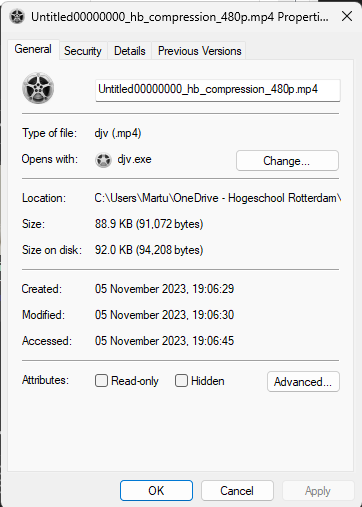 Untitled00000000_hb_compression_480p.mp4 Properti...
General Security Details Previous Versions
Untitled00000000_hb_compression_480p.mp4
Type of file: djv (.mp4)
Opens with: djv.exe Change...
Location: C:\Users\Martu\OneDrive - Hogeschool Rotterdam\
Size: 88.9 KB (91,072 bytes)
Size on disk: 92.0 KB (94,208 bytes)
Created: 05 November 2023, 19:06:29
Modified: 05 November 2023, 19:06:30
Accessed: 05 November 2023, 19:06:45
Attributes: Read-only Hidden Advanced...
OK Cancel Apply